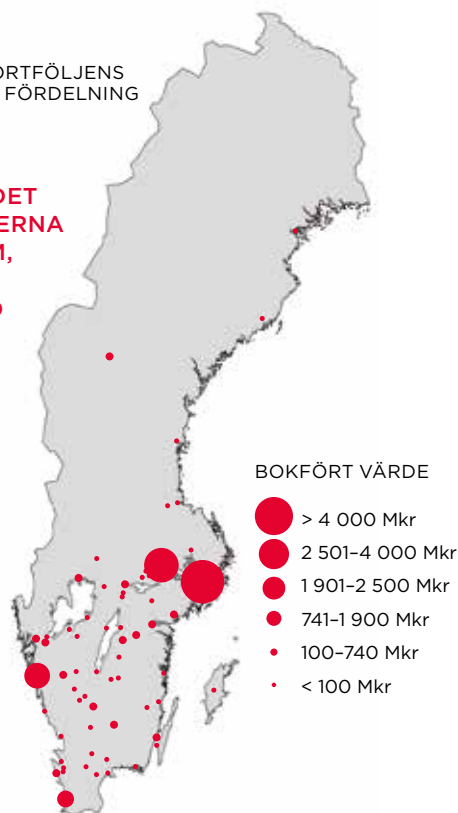 ORTFÖLJENS
FÖRDELNING
DET
ERNA
M,
BOKFÖRT VÄRDE
> 4 000 Mkr
2 501–4 000 Mkr
1 901–2 500 Mkr
741–1 900 Mkr
100–740 Mkr
< 100 Mkr